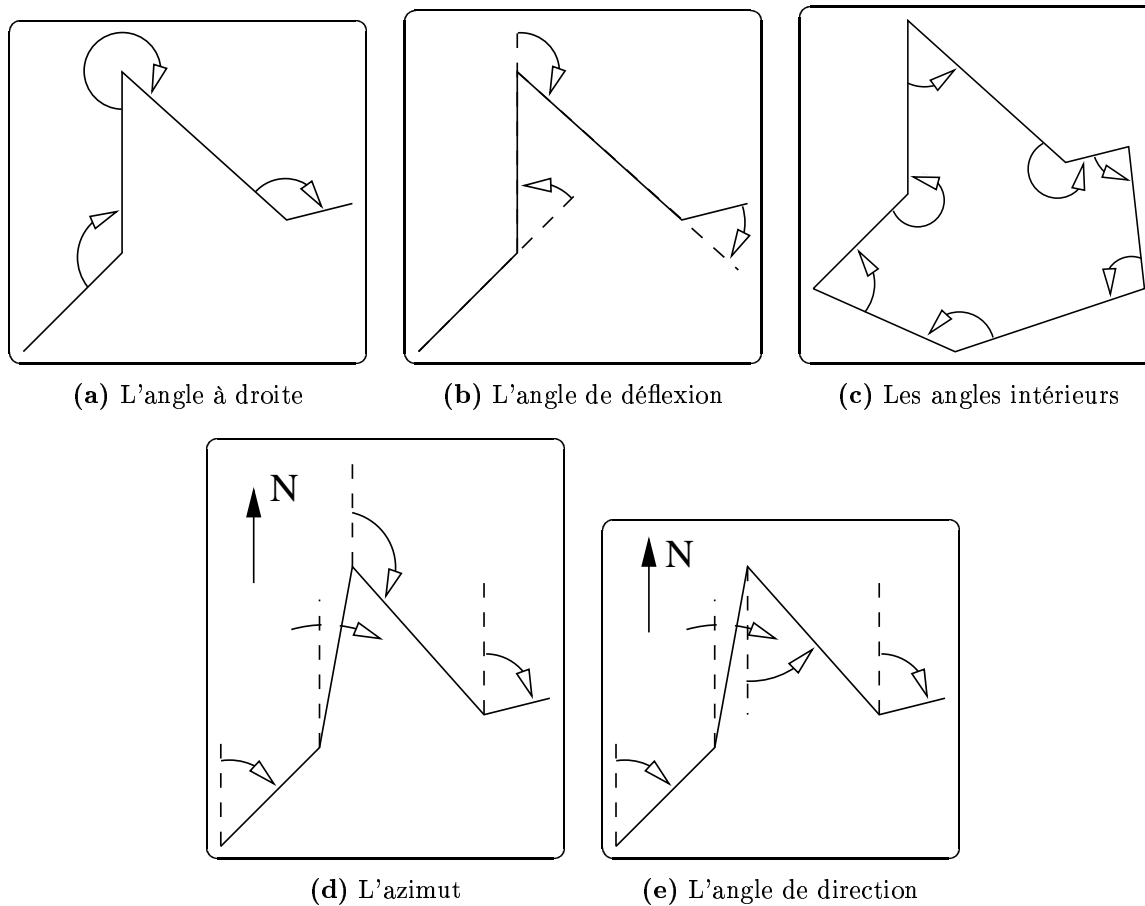 (a) L'angle à droite
(b) L'angle de déflexion
(c) Les angles intérieurs
N
N
(d) L'azimut
(e) L'angle de direction